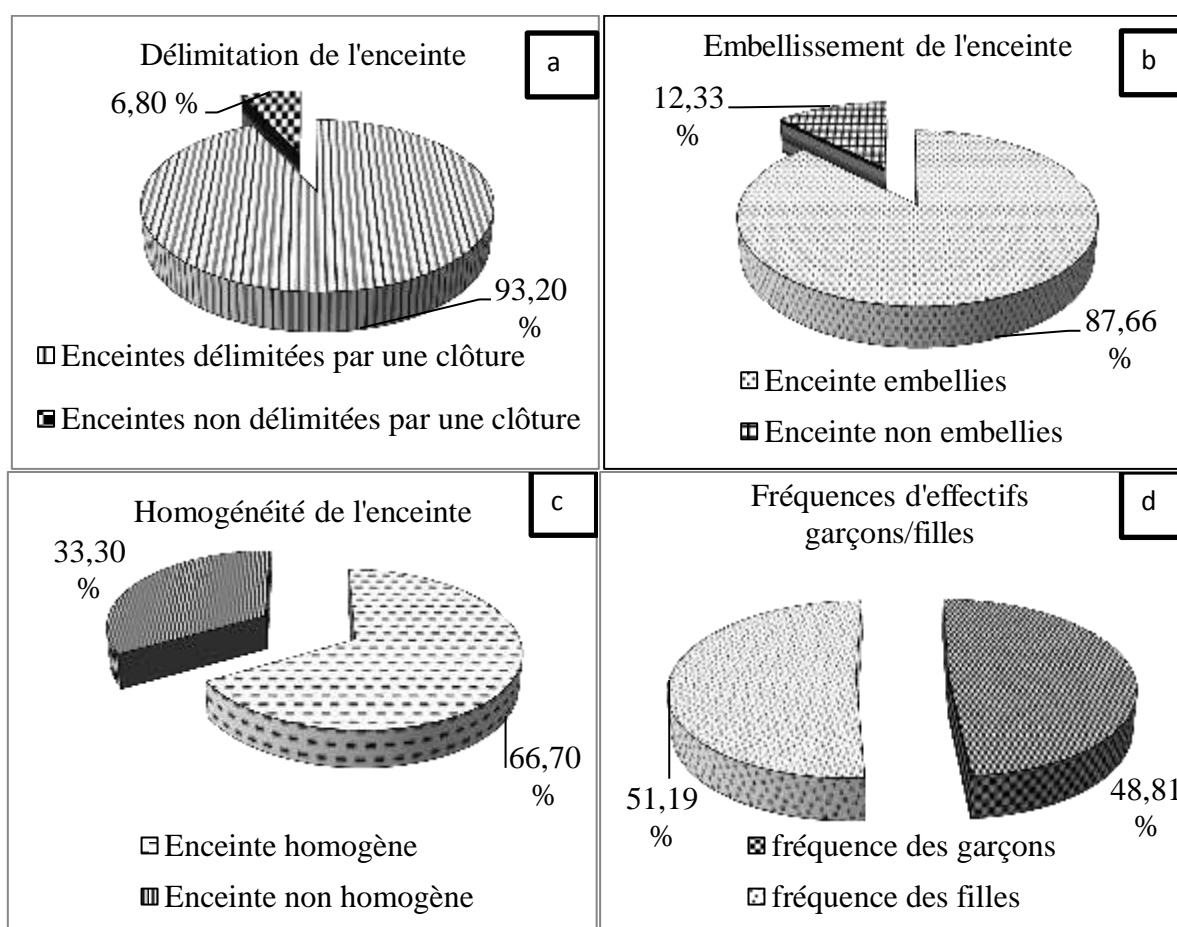 Délimitation de l'enceinte
a
6,80 %
93,20
%
Enceintes délimitées par une clôture
Enceintes non délimitées par une clôture
Embellissement de l'enceinte
b
12,33
%
87,66
%
Enceinte embellies
Enceinte non embellies
Homogénéité de l'enceinte
c
33,30
%
66,70
%
Enceinte homogène
Enceinte non homogène
Fréquences d'effectifs
garçons/filles
d
51,19
%
48,81
%
fréquence des garçons
fréquence des filles